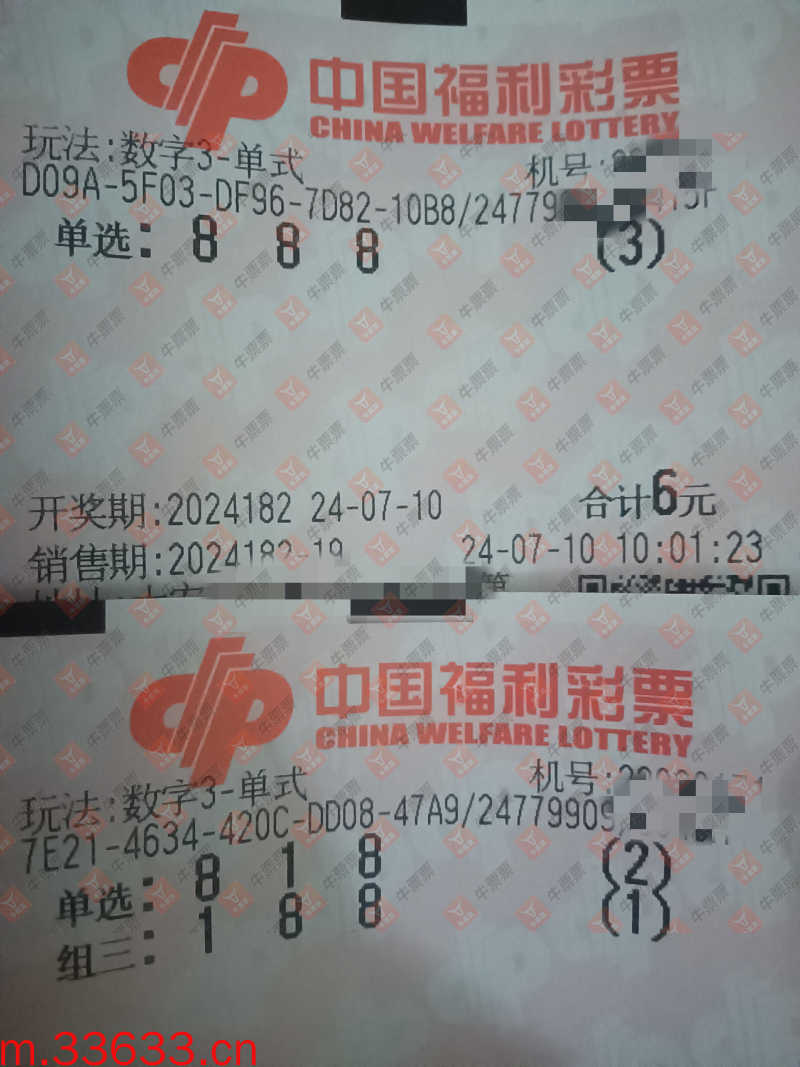 中国福利彩票
CHINA WELFARE LOTTERY
玩法:数字3-单式
机号:
D09A-5F03-DF96-7D82-10B8/247799
单选: 8 8 8 (3)
开奖期:2024182 24-07-10 合计6元
销售期:2024182-19 24-07-10 10:01:23
中国福利彩票
CHINA WELFARE LOTTERY
玩法:数字3-单式
机号:
7E21-4634-420C-DD08-47A9/24779909
单选: 8 1 8 (2)
组三: 1 8 8 (1)
m.33633.cn
牛票票